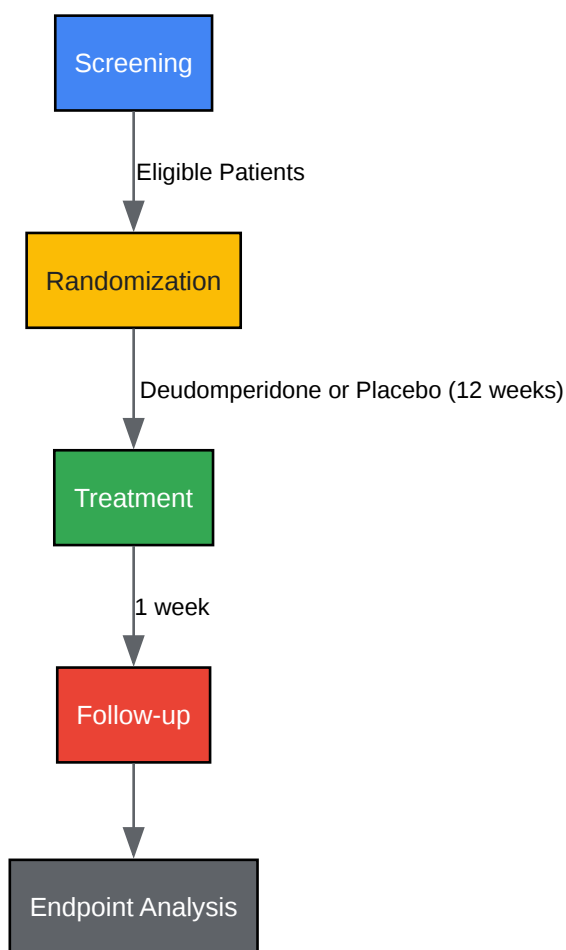 Screening
Eligible Patients
Randomization
Deudomperidone or Placebo (12 weeks)
Treatment
1 week
Follow-up
Endpoint Analysis